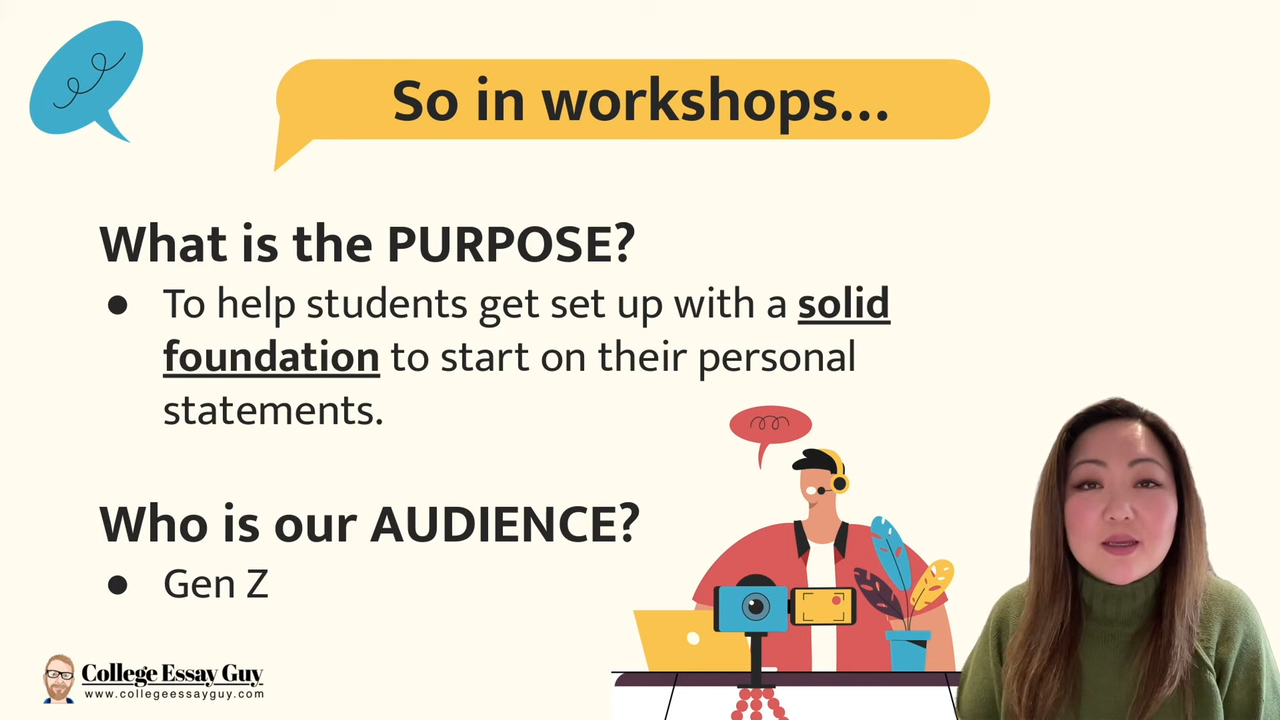 So in workshops...
What is the PURPOSE?
● To help students get set up with a solid
foundation to start on their personal
statements.
Who is our AUDIENCE?
● Gen Z
College Essay Guy
www.collegeessayguy.com